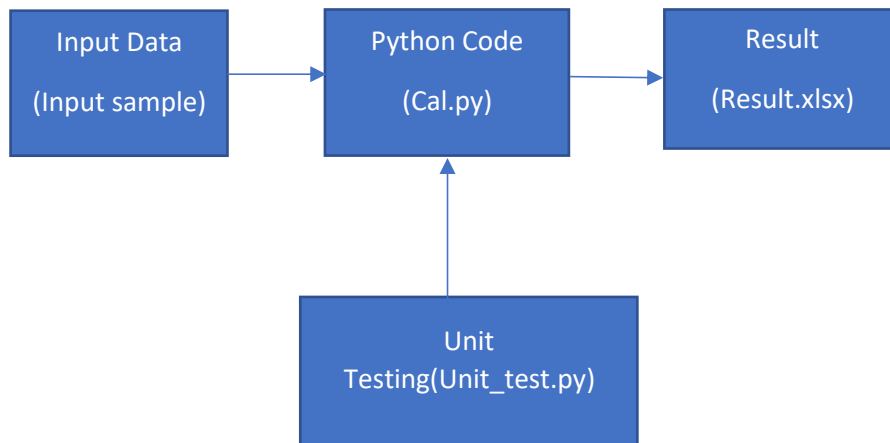 Input Data
(Input sample)
Python Code
(Cal.py)
Result
(Result.xlsx)
Unit
Testing(Unit_test.py)